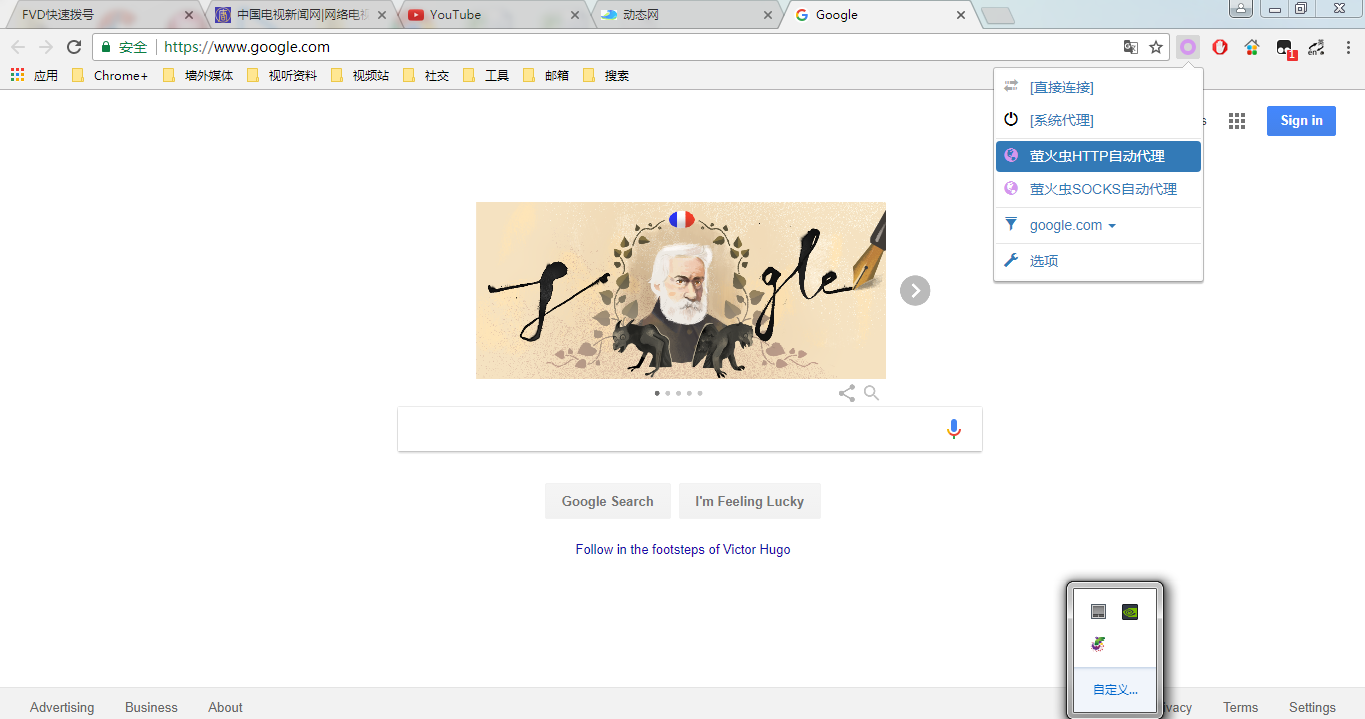 FVD快速拨号
中国电视新闻网|网络电视
YouTube
动态网
Google
安全
https://www.google.com
1
en
英
应用
Chrome+
墙外媒体
视听资料
视频站
社交
工具
邮箱
搜索
[直接连接]
[系统代理]
萤火虫HTTP自动代理
萤火虫SOCKS自动代理
google.com
选项
s
Sign in
Google Search
I'm Feeling Lucky
Follow in the footsteps of Victor Hugo
自定义...
Advertising
Business
About
ivacy
Terms
Settings